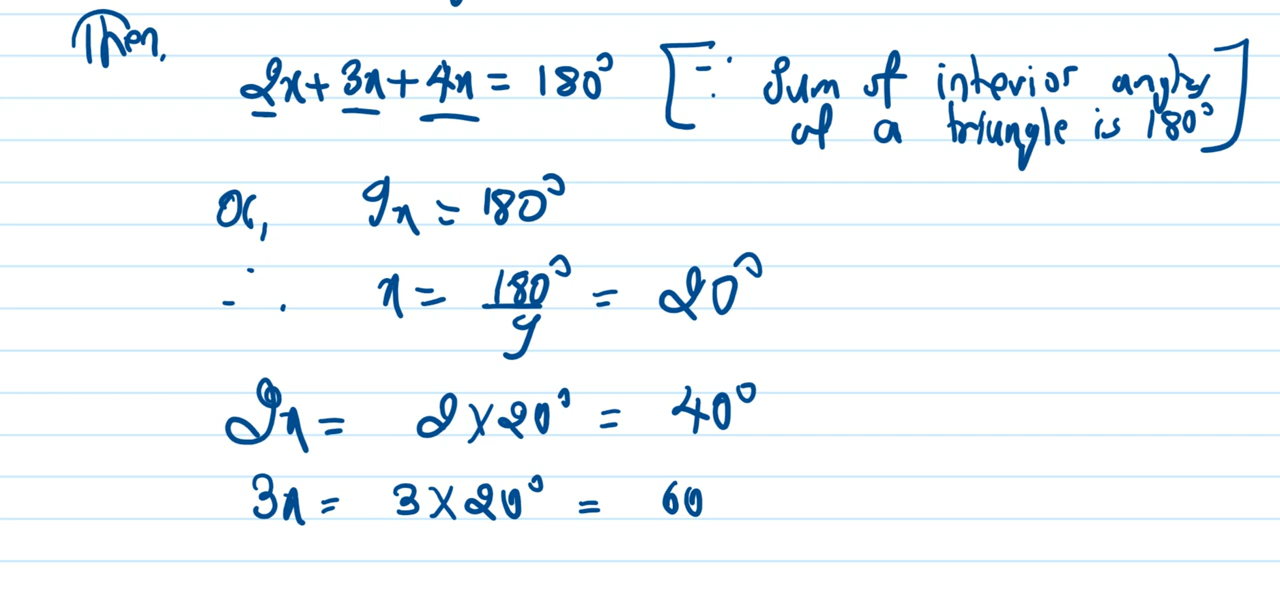 Then,
2x + 3x + 4x = 180° [∵ Sum of interior angles
of a triangle is 180°]
Or, 9x = 180°
∴ x = 180°/9 = 20°
2x = 2 × 20° = 40°
3x = 3 × 20° = 60